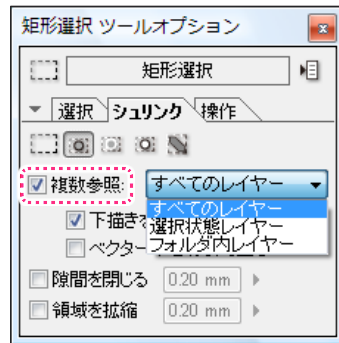 矩形選択 ツールオプション
矩形選択
選択 シュリンク 操作
複数参照: すべてのレイヤー
すべてのレイヤー
下描きを
選択状態レイヤー
ベクター
フォルダ内レイヤー
隙間を閉じる 0.20 mm
領域を拡縮 0.20 mm